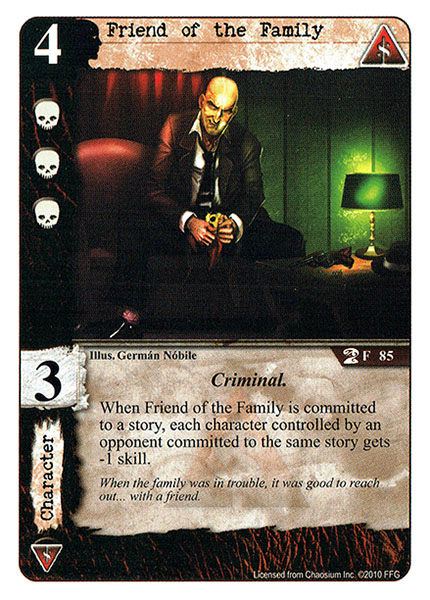 4
Friend of the Family
Illus. Germán Nóbile
F 85
3
Criminal.
When Friend of the Family is committed
to a story, each character controlled by an
opponent committed to the same story gets
-1 skill.
When the family was in trouble, it was good to reach
out... with a friend.
Character
Licensed from Chaosium Inc. ©2010 FFG